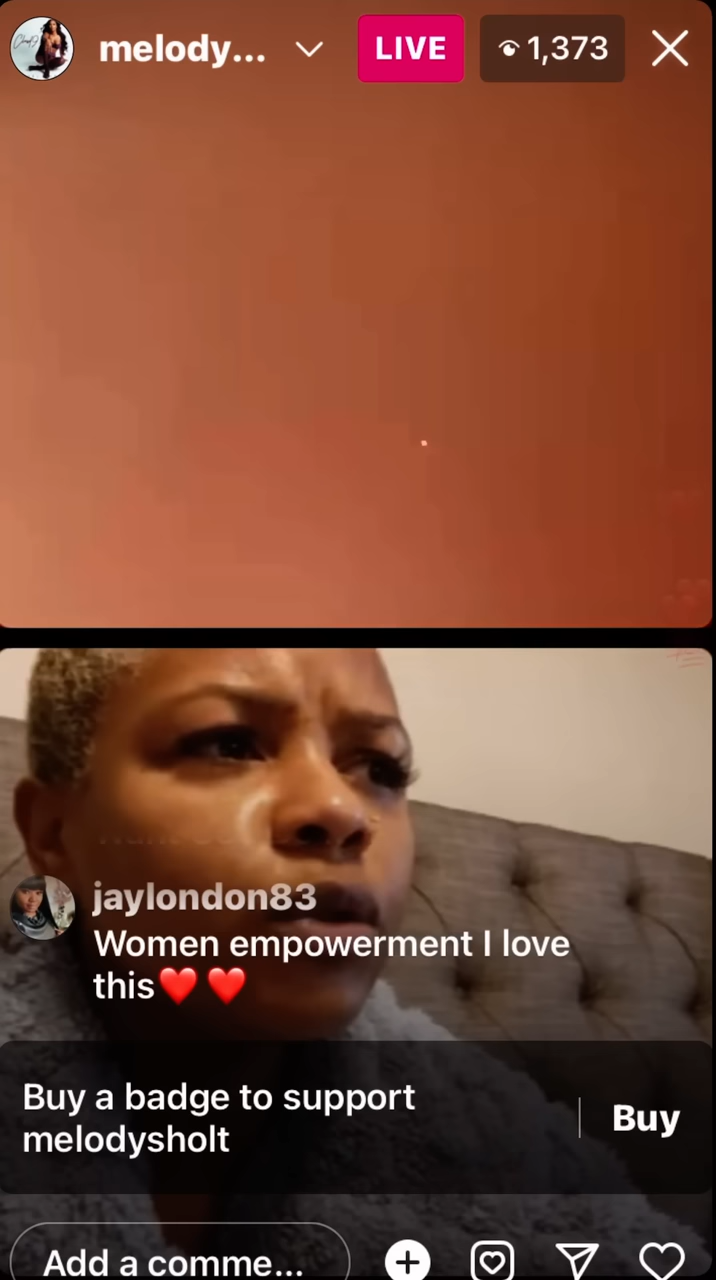 melody...
LIVE
1,373
jaylondon83
Women empowerment I love
this❤️❤️
Buy a badge to support
melodysholt
Buy
Add a comme...